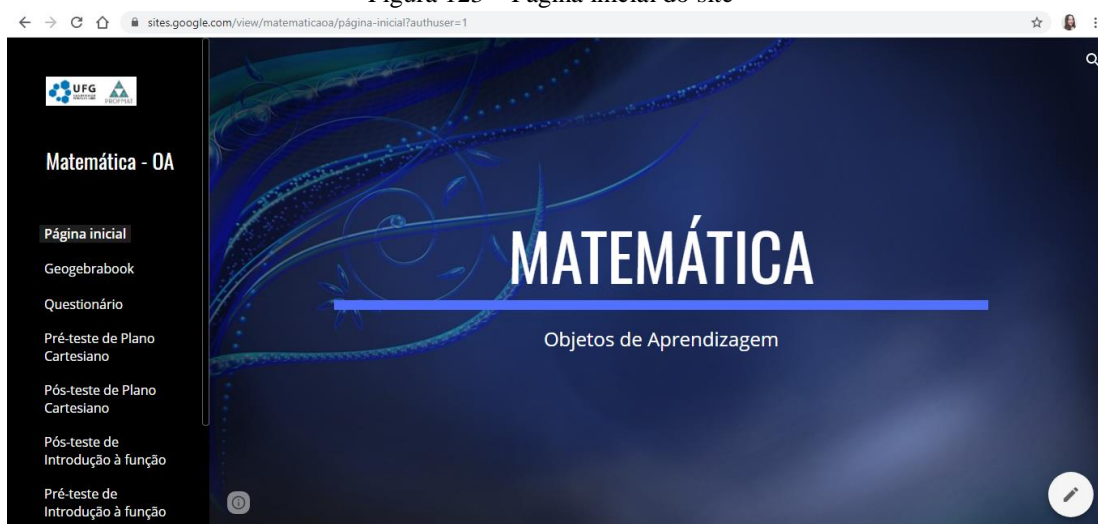 Figura 123 – Página inicial do site
sites.google.com/view/matematicaoa/página-inicial?authuser=1
UFG
PROFMAT
Matemática - OA
Página inicial
Geogebrabook
Questionário
Pré-teste de Plano
Cartesiano
Pós-teste de Plano
Cartesiano
Pós-teste de
Introdução à função
Pré-teste de
Introdução à função
MATEMÁTICA
Objetos de Aprendizagem